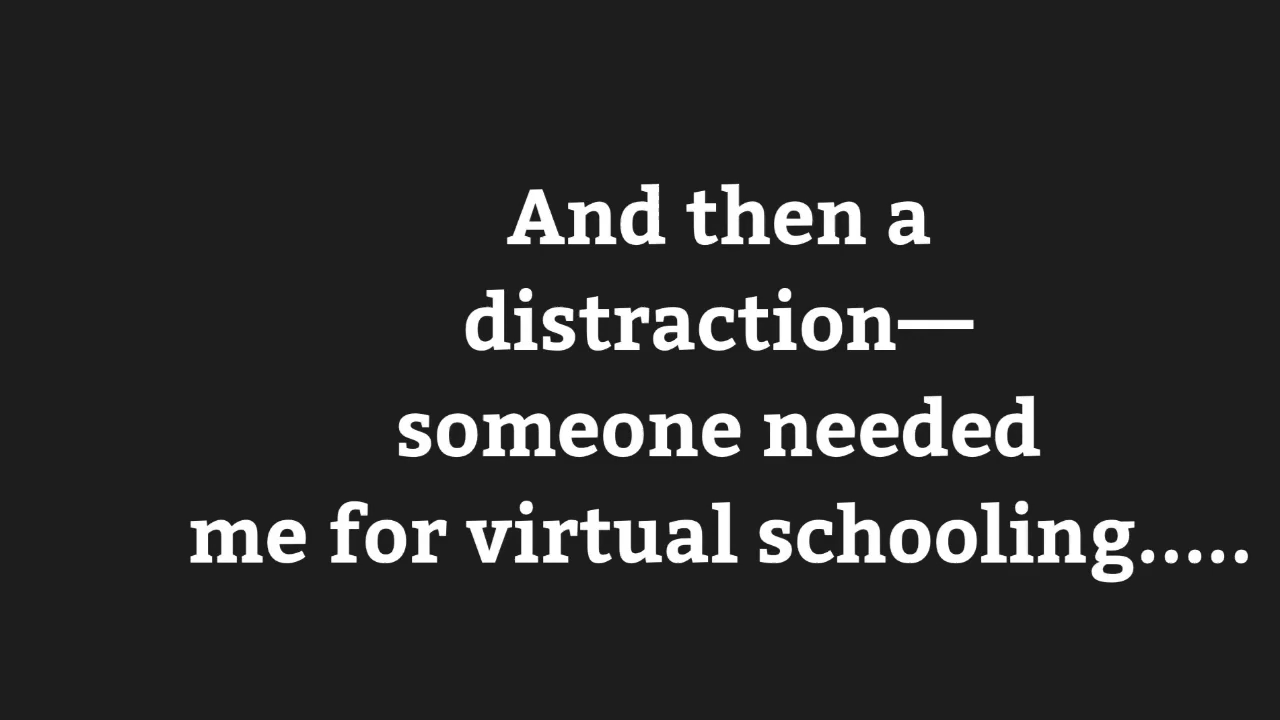 And then a
distraction—
someone needed
me for virtual schooling.....